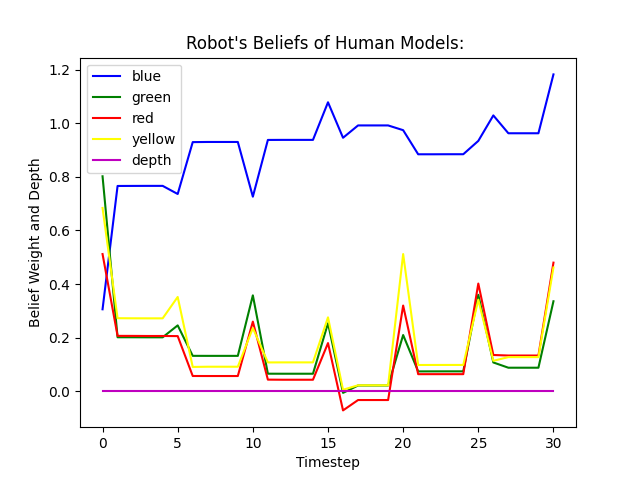 Robot's Beliefs of Human Models:
blue
green
red
yellow
depth
Belief Weight and Depth
1.2
1.0
0.8
0.6
0.4
0.2
0.0
0 5 10 15 20 25 30
Timestep